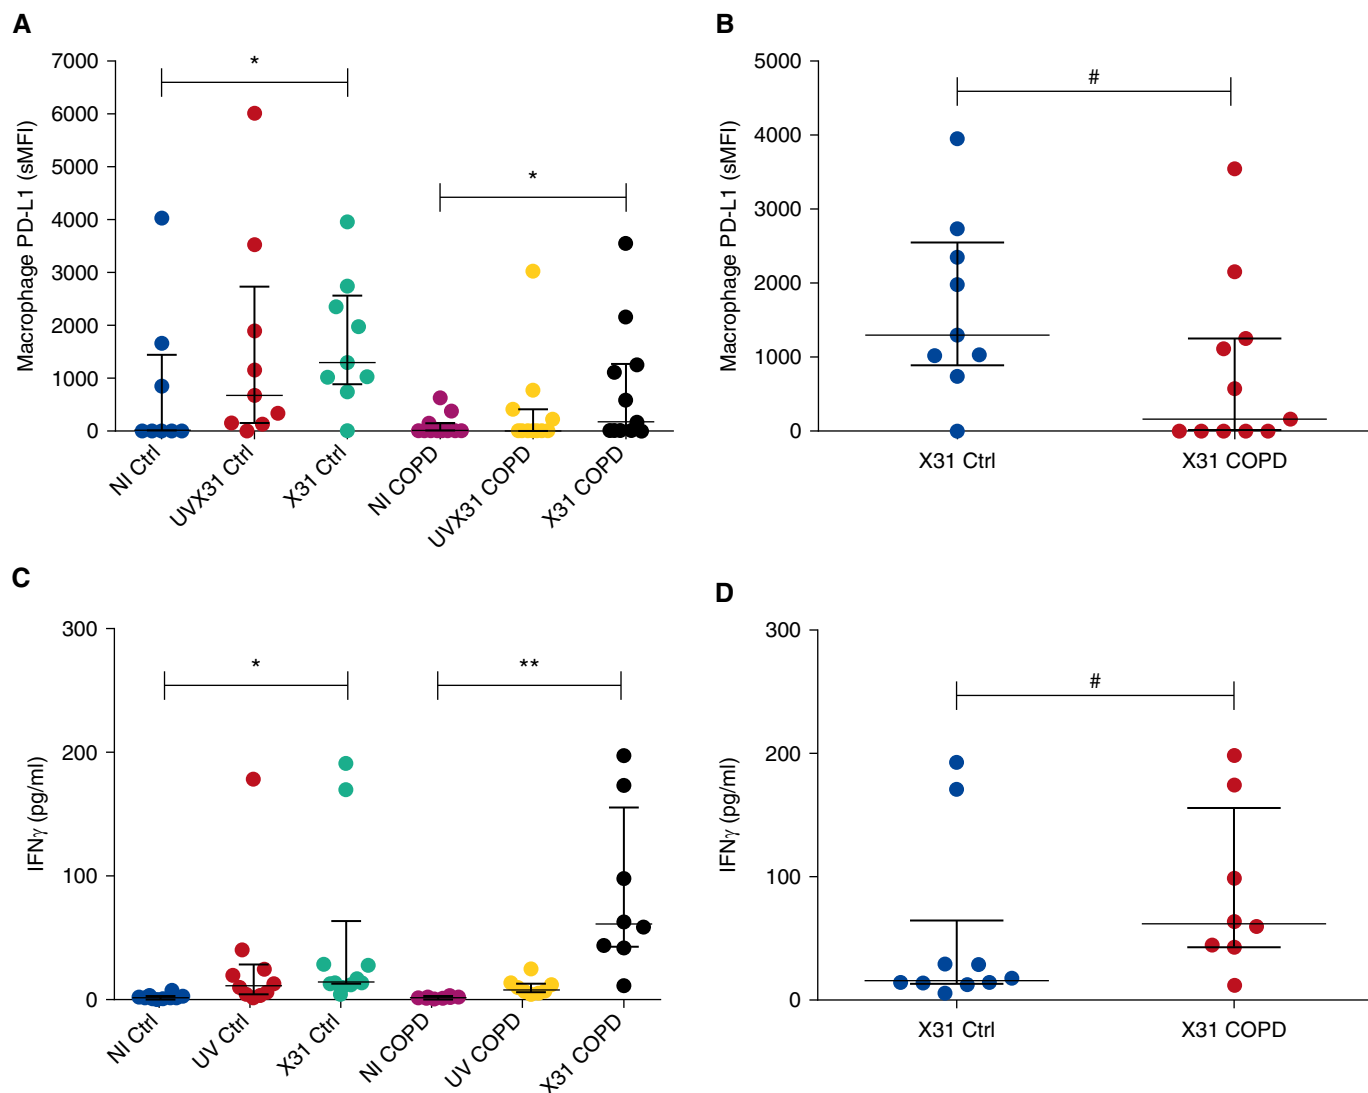 A
Macrophage PD-L1 (sMFI)
7000
6000
5000
4000
3000
2000
1000
0
*
*
NI Ctrl
UVX31 Ctrl
X31 Ctrl
NI COPD
UVX31 COPD
X31 COPD
B
Macrophage PD-L1 (sMFI)
5000
4000
3000
2000
1000
0
#
X31 Ctrl
X31 COPD
C
IFNγ (pg/ml)
300
200
100
0
*
**
NI Ctrl
UV Ctrl
X31 Ctrl
NI COPD
UV COPD
X31 COPD
D
IFNγ (pg/ml)
300
200
100
0
#
X31 Ctrl
X31 COPD